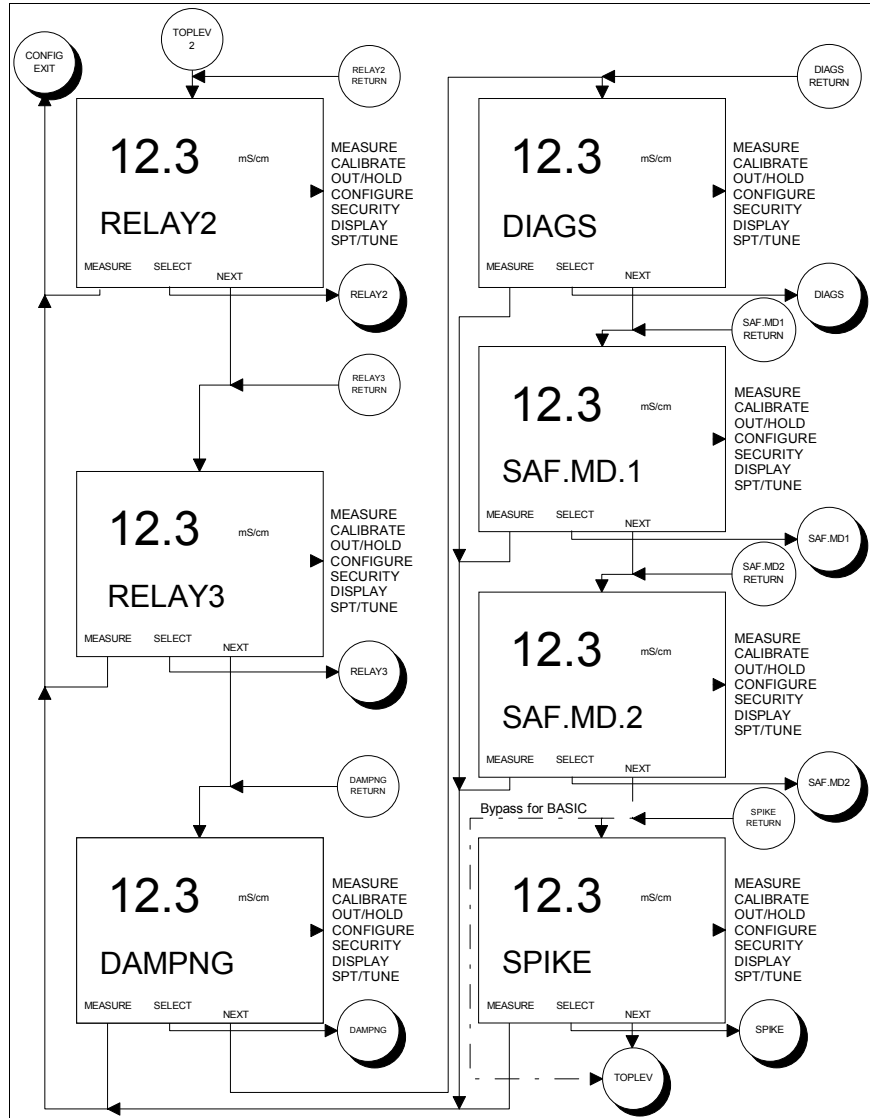 CONFIG
EXIT
TOPLEV
2
RELAY2
RETURN
12.3 mS/cm
RELAY2
MEASURE SELECT NEXT
MEASURE
CALIBRATE
OUT/HOLD
CONFIGURE
SECURITY
DISPLAY
SPT/TUNE
RELAY2
RELAY3
RETURN
12.3 mS/cm
RELAY3
MEASURE SELECT NEXT
MEASURE
CALIBRATE
OUT/HOLD
CONFIGURE
SECURITY
DISPLAY
SPT/TUNE
RELAY3
DAMPNG
RETURN
12.3 mS/cm
DAMPNG
MEASURE SELECT NEXT
MEASURE
CALIBRATE
OUT/HOLD
CONFIGURE
SECURITY
DISPLAY
SPT/TUNE
DAMPNG
DIAGS
RETURN
12.3 mS/cm
DIAGS
MEASURE SELECT NEXT
MEASURE
CALIBRATE
OUT/HOLD
CONFIGURE
SECURITY
DISPLAY
SPT/TUNE
DIAGS
SAF.MD1
RETURN
12.3 mS/cm
SAF.MD.1
MEASURE SELECT NEXT
MEASURE
CALIBRATE
OUT/HOLD
CONFIGURE
SECURITY
DISPLAY
SPT/TUNE
SAF.MD1
SAF.MD2
RETURN
12.3 mS/cm
SAF.MD.2
MEASURE SELECT NEXT
MEASURE
CALIBRATE
OUT/HOLD
CONFIGURE
SECURITY
DISPLAY
SPT/TUNE
SAF.MD2
Bypass for BASIC
SPIKE
RETURN
12.3 mS/cm
SPIKE
MEASURE SELECT NEXT
MEASURE
CALIBRATE
OUT/HOLD
CONFIGURE
SECURITY
DISPLAY
SPT/TUNE
SPIKE
TOPLEV